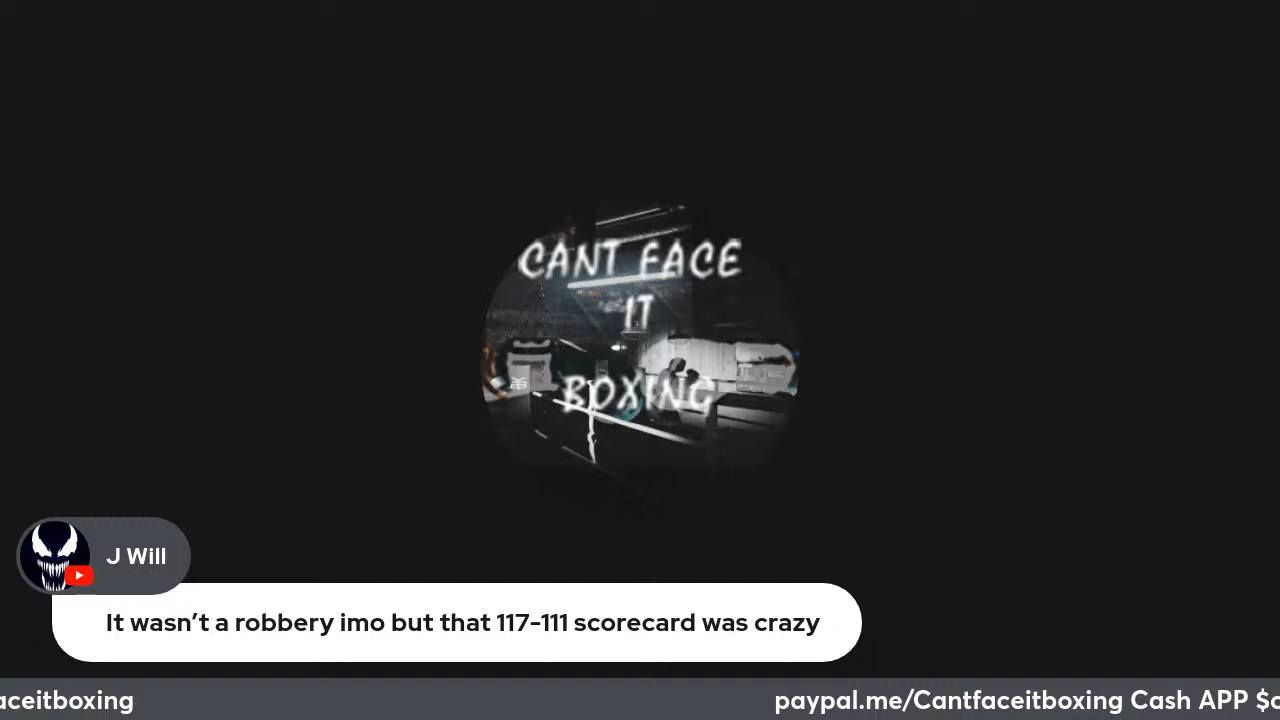 CANT FACE
IT
BOXING
J Will
It wasn’t a robbery imo but that 117-111 scorecard was crazy
aceitboxing paypal.me/Cantfaceitboxing Cash APP $c